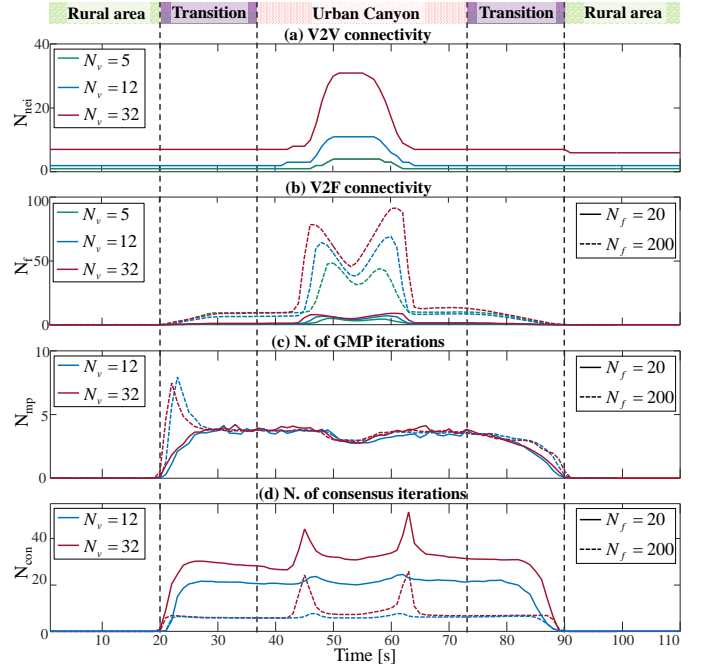 Rural area Transition Urban Canyon Transition Rural area
(a) V2V connectivity
40
20
0
N_nei
N_v = 5
N_v = 12
N_v = 32
(b) V2F connectivity
100
50
0
N_f
N_v = 5
N_v = 12
N_v = 32
N_f = 20
N_f = 200
(c) N. of GMP iterations
10
5
0
N_mp
N_v = 12
N_v = 32
N_f = 20
N_f = 200
(d) N. of consensus iterations
40
20
0
N_con
N_v = 12
N_v = 32
N_f = 20
N_f = 200
10 20 30 40 50 60 70 80 90 100 110
Time [s]